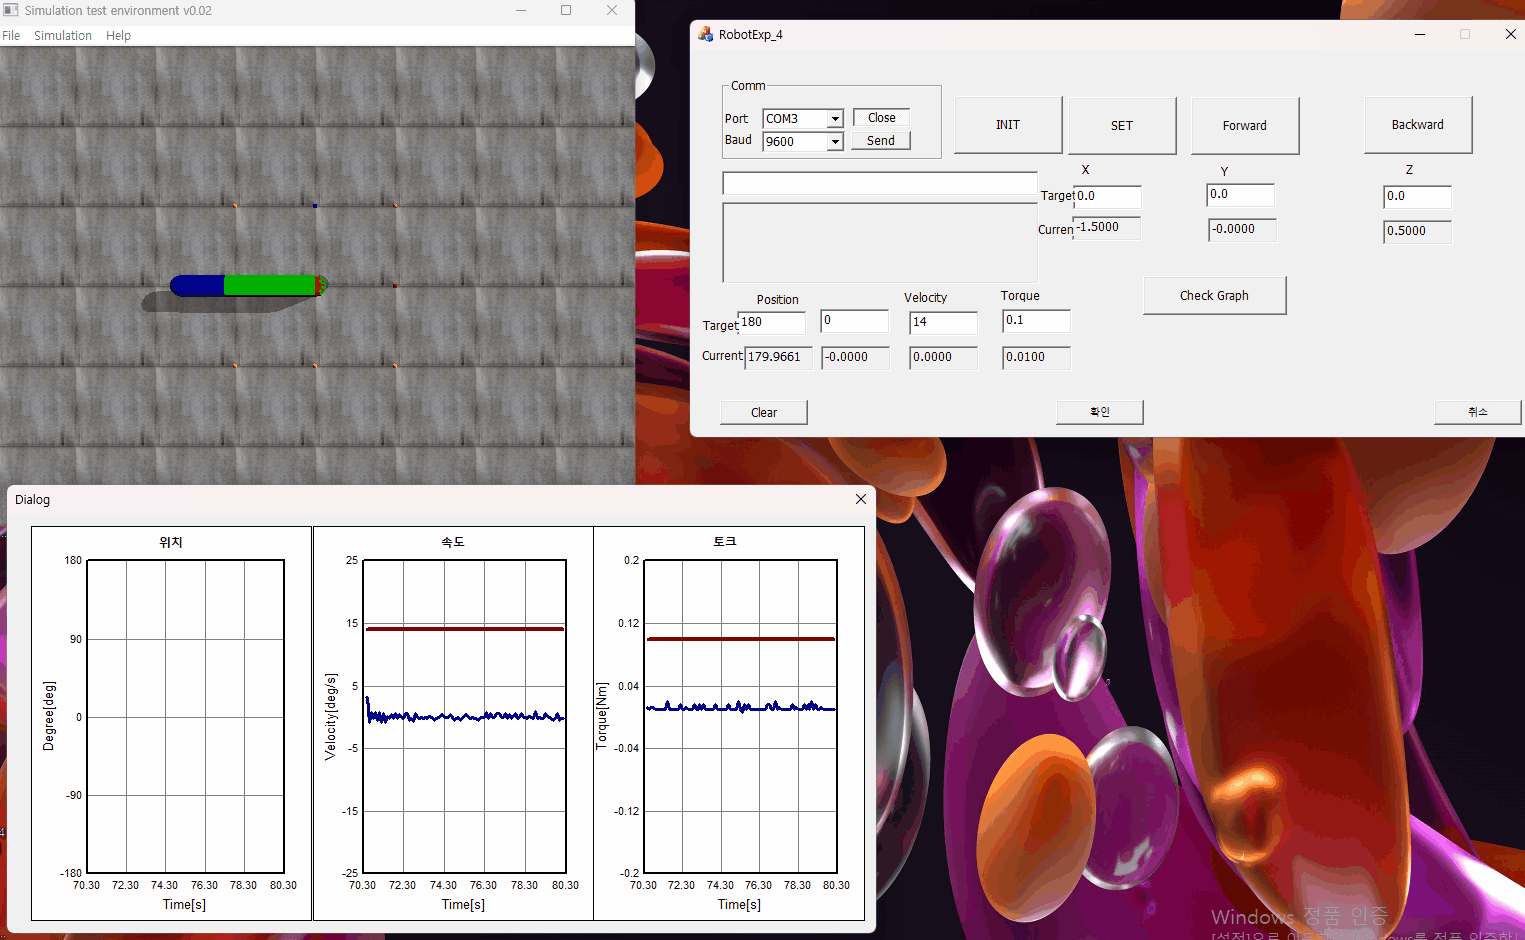 Simulation test environment v0.02
File Simulation Help
RobotExp_4
Comm
Port COM3 Close
Baud 9600 Send
INIT SET Forward Backward
X Y Z
Target 0.0 0.0 0.0
Curren -1.5000 -0.0000 0.5000
Check Graph
Position Velocity Torque
Target 180 0 14 0.1
Current 179.9661 -0.0000 0.0000 0.0100
Clear 확인 취소
Dialog
위치
180
90
0
-90
-180
Degree[deg]
70.30 72.30 74.30 76.30 78.30 80.30
Time[s]
속도
25
15
5
-5
-15
-25
Velocity[deg/s]
70.30 72.30 74.30 76.30 78.30 80.30
Time[s]
토크
0.2
0.12
0.04
-0.04
-0.12
-0.2
Torque[Nm]
70.30 72.30 74.30 76.30 78.30 80.30
Time[s]
4
Windows 정품 인증